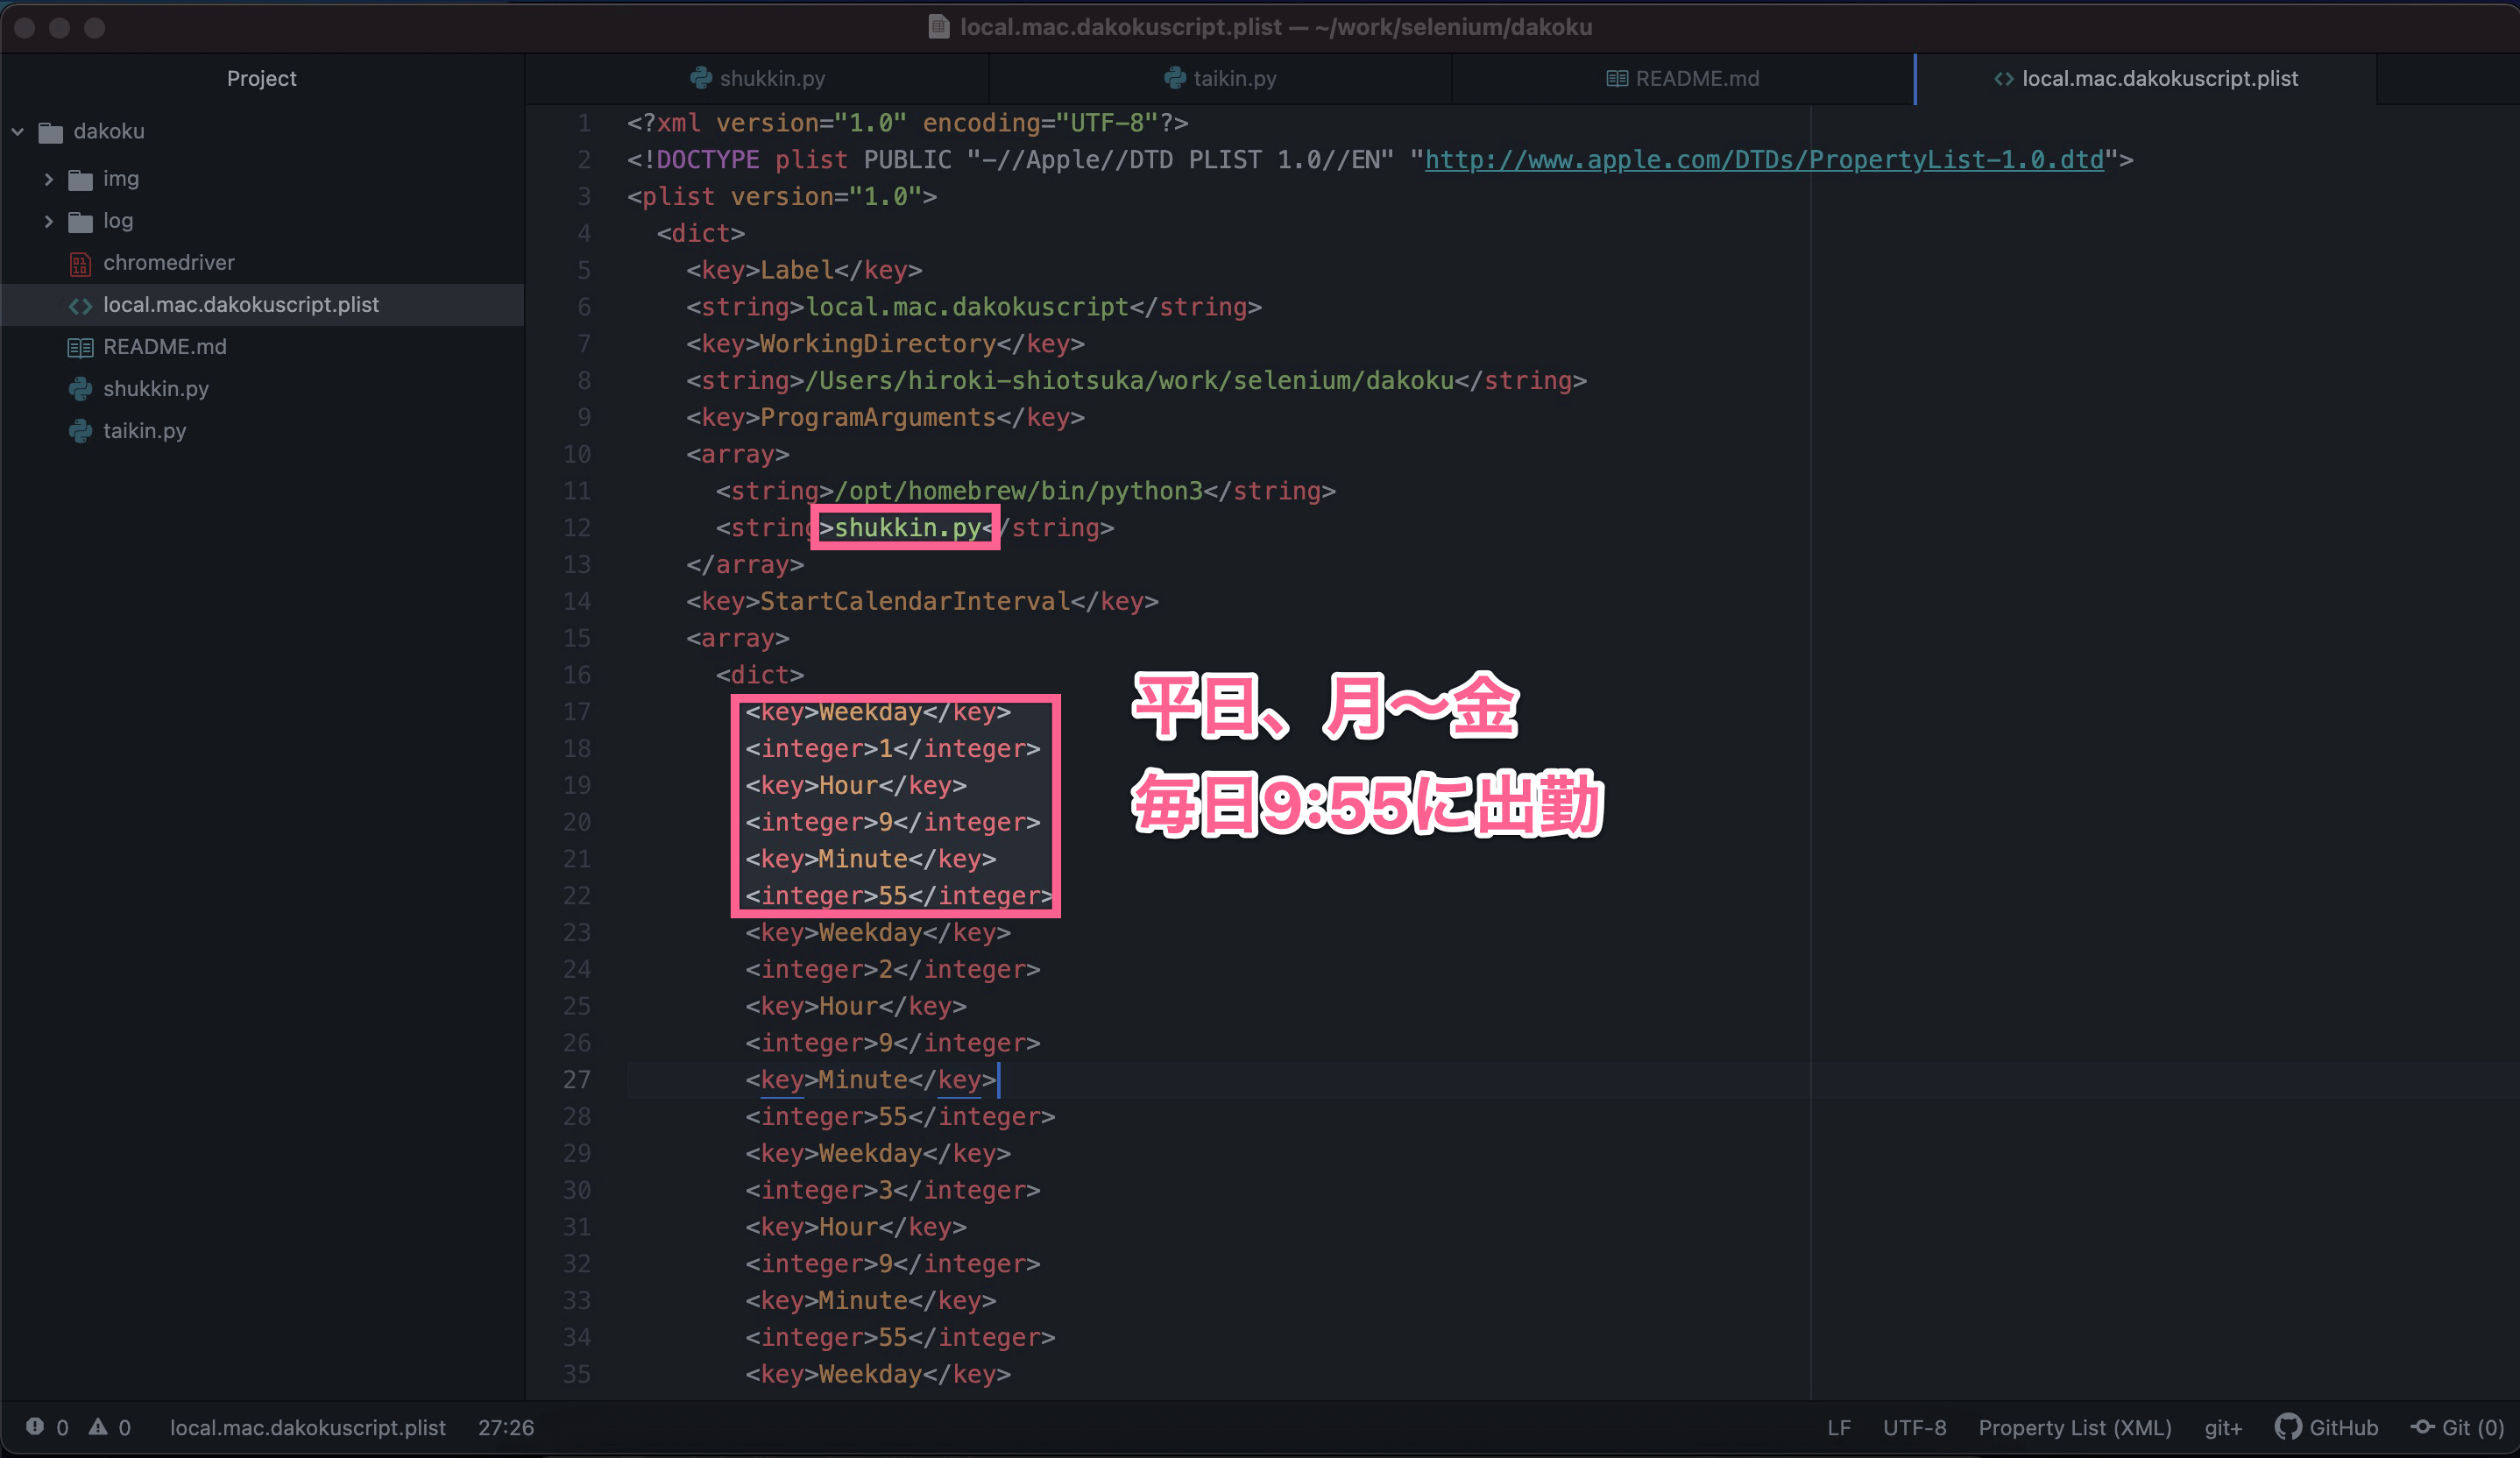 local.mac.dakokuscript.plist — ~/work/selenium/dakoku
Project
shukkin.py
taikin.py
README.md
local.mac.dakokuscript.plist
dakoku
img
log
chromedriver
local.mac.dakokuscript.plist
README.md
shukkin.py
taikin.py
1 <?xml version="1.0" encoding="UTF-8"?>
2 <!DOCTYPE plist PUBLIC "-//Apple//DTD PLIST 1.0//EN" "http://www.apple.com/DTDs/PropertyList-1.0.dtd">
3 <plist version="1.0">
4 <dict>
5 <key>Label</key>
6 <string>local.mac.dakokuscript</string>
7 <key>WorkingDirectory</key>
8 <string>/Users/hiroki-shiotsuka/work/selenium/dakoku</string>
9 <key>ProgramArguments</key>
10 <array>
11 <string>/opt/homebrew/bin/python3</string>
12 <string>shukkin.py</string>
13 </array>
14 <key>StartCalendarInterval</key>
15 <array>
16 <dict>
17 <key>Weekday</key>
18 <integer>1</integer>
19 <key>Hour</key>
20 <integer>9</integer>
21 <key>Minute</key>
22 <integer>55</integer>
23 <key>Weekday</key>
24 <integer>2</integer>
25 <key>Hour</key>
26 <integer>9</integer>
27 <key>Minute</key>
28 <integer>55</integer>
29 <key>Weekday</key>
30 <integer>3</integer>
31 <key>Hour</key>
32 <integer>9</integer>
33 <key>Minute</key>
34 <integer>55</integer>
35 <key>Weekday</key>
平日、月〜金
毎日9:55に出勤
0 0 local.mac.dakokuscript.plist 27:26 LF UTF-8 Property List (XML) git+ GitHub Git (0)